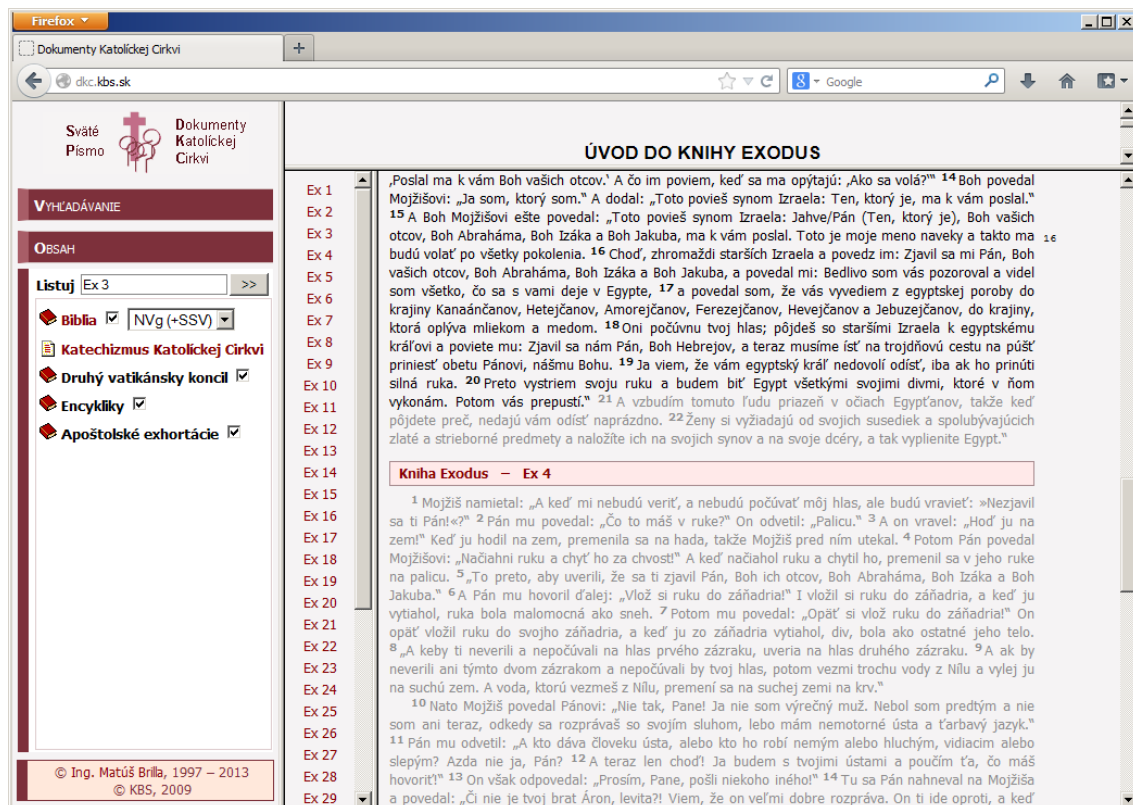 Firefox
Dokumenty Katolíckej Cirkvi
+
dkc.kbs.sk
Google
Sväté
Písmo
Dokumenty
Katolíckej
Cirkvi
VYHĽADÁVANIE
OBSAH
Listuj Ex 3 >>
Biblia NVg (+SSV)
Katechizmus Katolíckej Cirkvi
Druhý vatikánsky koncil
Encykliky
Apoštolské exhortácie
© Ing. Matúš Brilla, 1997 – 2013
© KBS, 2009
ÚVOD DO KNIHY EXODUS
Ex 1
Ex 2
Ex 3
Ex 4
Ex 5
Ex 6
Ex 7
Ex 8
Ex 9
Ex 10
Ex 11
Ex 12
Ex 13
Ex 14
Ex 15
Ex 16
Ex 17
Ex 18
Ex 19
Ex 20
Ex 21
Ex 22
Ex 23
Ex 24
Ex 25
Ex 26
Ex 27
Ex 28
Ex 29
‚Poslal ma k vám Boh vašich otcov.‘ A čo im poviem, keď sa ma opýtajú: ‚Ako sa volá?‘“ 14 Boh povedal
Mojžišovi: „Ja som, ktorý som.“ A dodal: „Toto povieš synom Izraela: Ten, ktorý je, ma k vám poslal.“
15 A Boh Mojžišovi ešte povedal: „Toto povieš synom Izraela: Jahve/Pán (Ten, ktorý je), Boh vašich
otcov, Boh Abraháma, Boh Izáka a Boh Jakuba, ma k vám poslal. Toto je moje meno naveky a takto ma 16
budú volať po všetky pokolenia. 16 Choď, zhromaždi starších Izraela a povedz im: Zjavil sa mi Pán, Boh
vašich otcov, Boh Abraháma, Boh Izáka a Boh Jakuba, a povedal mi: Bedlivo som vás pozoroval a videl
som všetko, čo sa s vami deje v Egypte, 17 a povedal som, že vás vyvediem z egyptskej poroby do
krajiny Kanaánčanov, Hetejčanov, Amorejčanov, Ferezejčanov, Hevejčanov a Jebuzejčanov, do krajiny,
ktorá oplýva mliekom a medom. 18 Oni počúvnu tvoj hlas; pôjdeš so staršími Izraela k egyptskému
kráľovi a poviete mu: Zjavil sa nám Pán, Boh Hebrejov, a teraz musíme ísť na trojdňovú cestu na púšť
priniesť obetu Pánovi, nášmu Bohu. 19 Ja viem, že vám egyptský kráľ nedovolí odísť, iba ak ho prinúti
silná ruka. 20 Preto vystriem svoju ruku a budem biť Egypt všetkými svojimi divmi, ktoré v ňom
vykonám. Potom vás prepustí.“ 21 A vzbudím tomuto ľudu priazeň v očiach Egypťanov, takže keď
pôjdete preč, nedajú vám odísť naprázdno. 22 Ženy si vyžiadajú od svojich susediek a spolubývajúcich
zlaté a strieborné predmety a naložíte ich na svojich synov a na svoje dcéry, a tak vyplienite Egypt.“
Kniha Exodus – Ex 4
1 Mojžiš namietal: „A keď mi nebudú veriť, a nebudú počúvať môj hlas, ale budú vravieť: »Nezjavil
sa ti Pán!«?“ 2 Pán mu povedal: „Čo to máš v ruke?“ On odvetil: „Palicu.“ 3 A on vravel: „Hoď ju na
zem!“ Keď ju hodil na zem, premenila sa na hada, takže Mojžiš pred ním utekal. 4 Potom Pán povedal
Mojžišovi: „Načiahni ruku a chyť ho za chvost!“ A keď načiahol ruku a chytil ho, premenil sa v jeho ruke
na palicu. 5 „To preto, aby uverili, že sa ti zjavil Pán, Boh ich otcov, Boh Abraháma, Boh Izáka a Boh
Jakuba.“ 6 A Pán mu hovoril ďalej: „Vlož si ruku do záňadria!“ I vložil si ruku do záňadria, a keď ju
vytiahol, ruka bola malomocná ako sneh. 7 Potom mu povedal: „Opäť si vlož ruku do záňadria!“ On
opäť vložil ruku do svojho záňadria, a keď ju zo záňadria vytiahol, div, bola ako ostatné jeho telo.
8 „A keby ti neverili a nepočúvali na hlas prvého zázraku, uveria na hlas druhého zázraku. 9 A ak by
neverili ani týmto dvom zázrakom a nepočúvali by tvoj hlas, potom vezmi trochu vody z Nílu a vylej ju
na suchú zem. A voda, ktorú vezmeš z Nílu, premení sa na suchej zemi na krv.“
10 Nato Mojžiš povedal Pánovi: „Nie tak, Pane! Ja nie som výrečný muž. Nebol som predtým a nie
som ani teraz, odkedy sa rozprávaš so svojím sluhom, lebo mám nemotorné ústa a ťarbavý jazyk.“
11 Pán mu odvetil: „A kto dáva človeku ústa, alebo kto ho robí nemým alebo hluchým, vidiacim alebo
slepým? Azda nie ja, Pán? 12 A teraz len choď! Ja budem s tvojimi ústami a poučím ťa, čo máš
hovoriť!“ 13 On však odpovedal: „Prosím, Pane, pošli niekoho iného!“ 14 Tu sa Pán nahneval na Mojžiša
a povedal: „Či nie je tvoj brat Áron, levita?! Viem, že on veľmi dobre rozpráva. On ti ide oproti, a keď